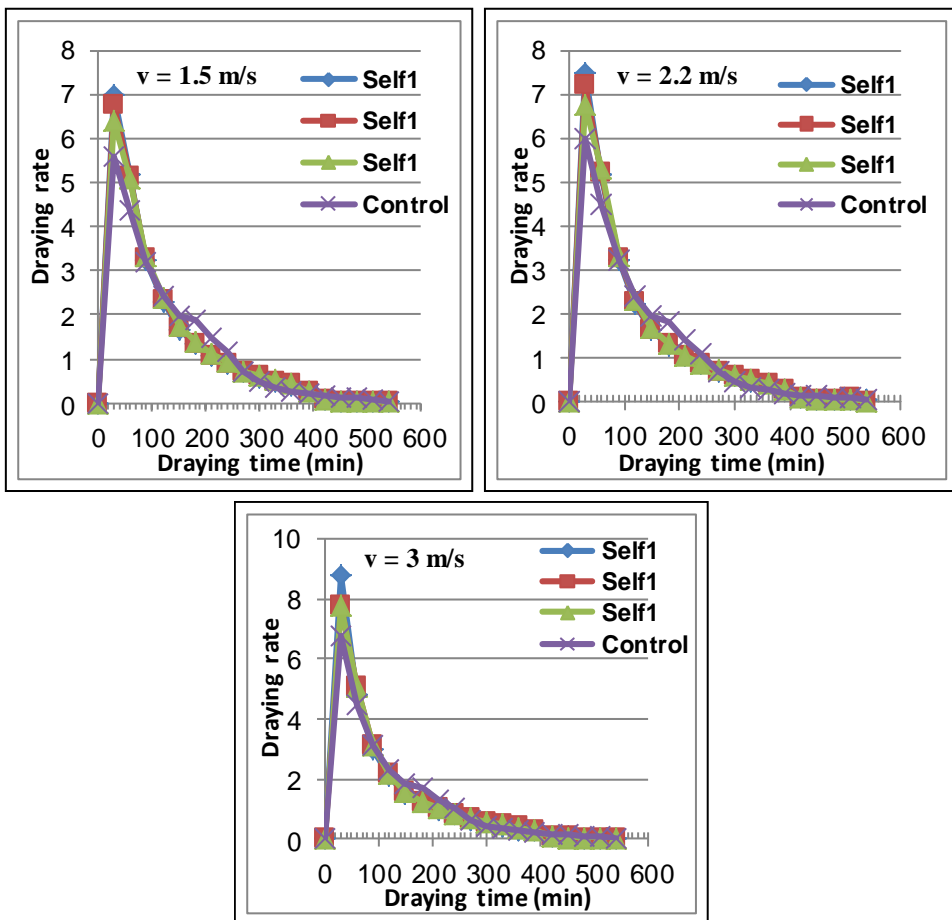 v = 1.5 m/s
Self1
Self1
Self1
Control
Draying rate
8
7
6
5
4
3
2
1
0
0 100 200 300 400 500 600
Draying time (min)
v = 2.2 m/s
Self1
Self1
Self1
Control
Draying rate
8
7
6
5
4
3
2
1
0
0 100 200 300 400 500 600
Draying time (min)
v = 3 m/s
Self1
Self1
Self1
Control
Draying rate
10
8
6
4
2
0
0 100 200 300 400 500 600
Draying time (min)